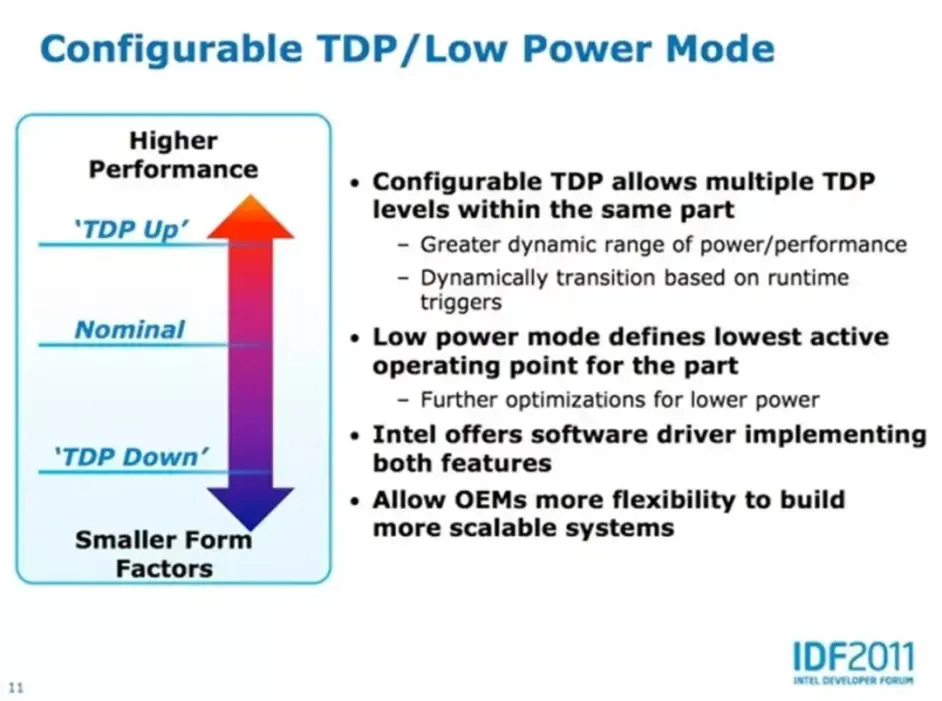 Configurable TDP/Low Power Mode
Higher
Performance
‘TDP Up’
Nominal
‘TDP Down’
Smaller Form
Factors
• Configurable TDP allows multiple TDP
levels within the same part
– Greater dynamic range of power/performance
– Dynamically transition based on runtime
triggers
• Low power mode defines lowest active
operating point for the part
– Further optimizations for lower power
• Intel offers software driver implementing
both features
• Allow OEMs more flexibility to build
more scalable systems
11
IDF2011
INTEL DEVELOPER FORUM